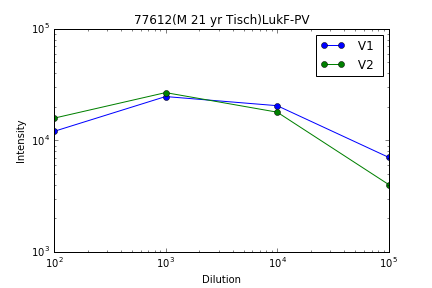 77612(M 21 yr Tisch)LukF-PV
10^5
V1
V2
Intensity
10^4
10^3
10^2 10^3 10^4 10^5
Dilution